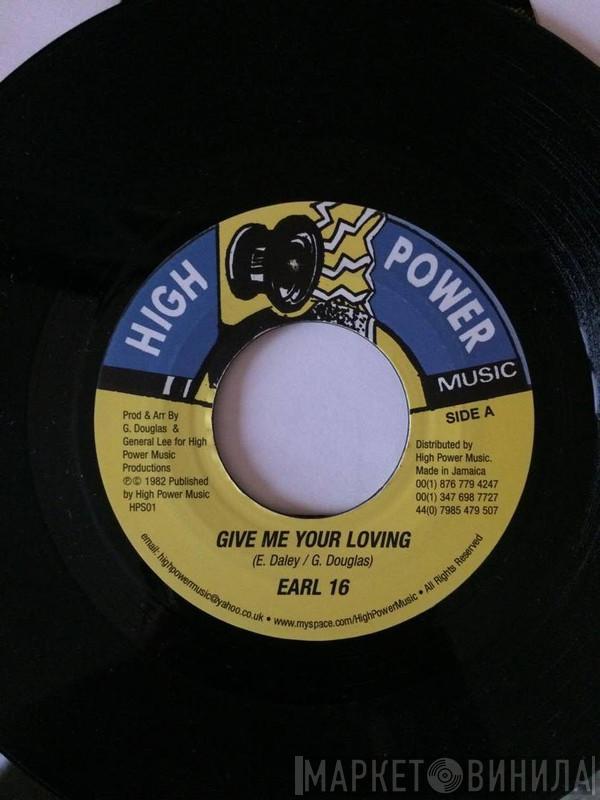 HIGH
POWER
MUSIC
SIDE A
Prod & Arr By
G. Douglas &
General Lee for High
Power Music
Productions
℗© 1982 Published
by High Power Music
HPS01
Distributed by
High Power Music.
Made in Jamaica
00(1) 876 779 4247
00(1) 347 698 7727
44(0) 7985 479 507
GIVE ME YOUR LOVING
(E. Daley / G. Douglas)
EARL 16
email: highpowermusic@yahoo.co.uk • www.myspace.com/HighPowerMusic • All Rights Reserved
МАРКЕТ ВИНИЛА